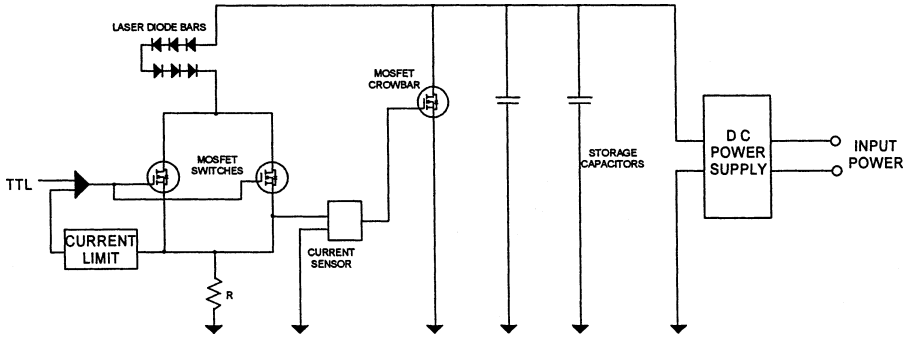 LASER DIODE BARS
MOSFET
CROWBAR
MOSFET
SWITCHES
TTL
CURRENT
LIMIT
R
CURRENT
SENSOR
STORAGE
CAPACITORS
D C
POWER
SUPPLY
INPUT
POWER